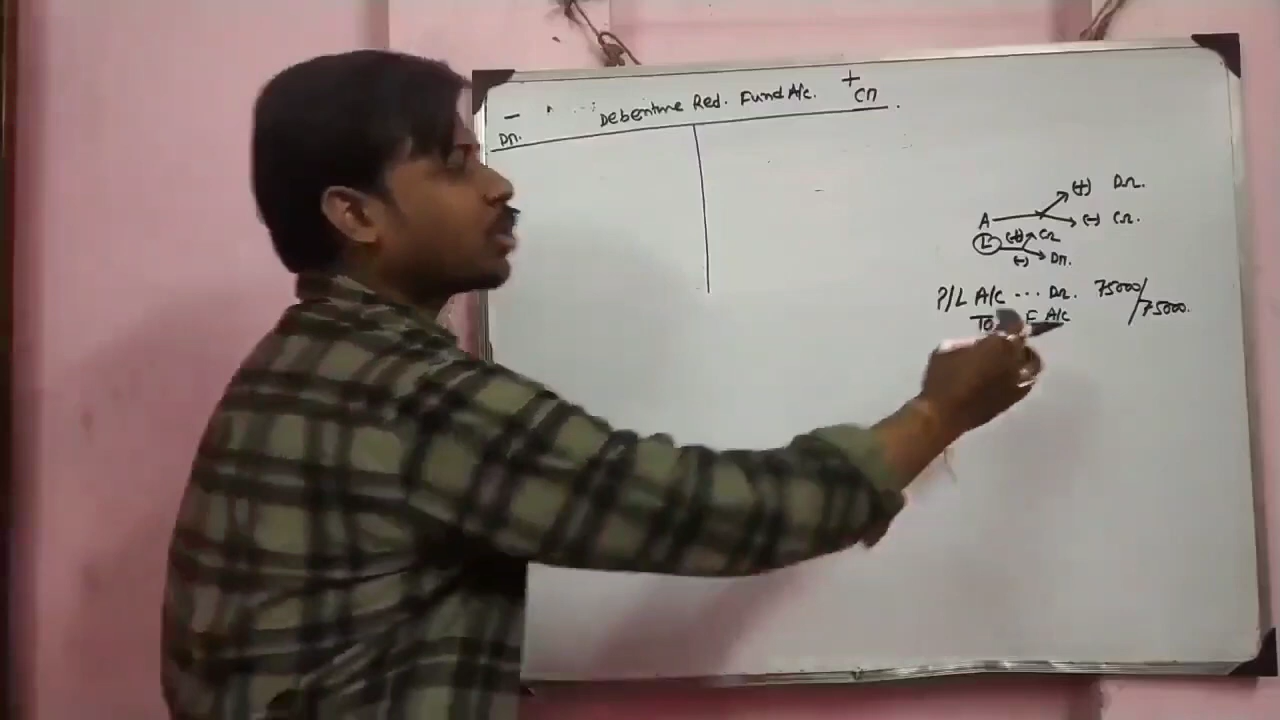 - Debenture Red. Fund A/c. +
Dr. Cr
(+) Dr.
A (-) Cr.
L (+) Cr
(-) Dr.
P/L A/c ... Dr. 75000/
To F A/c 75000.